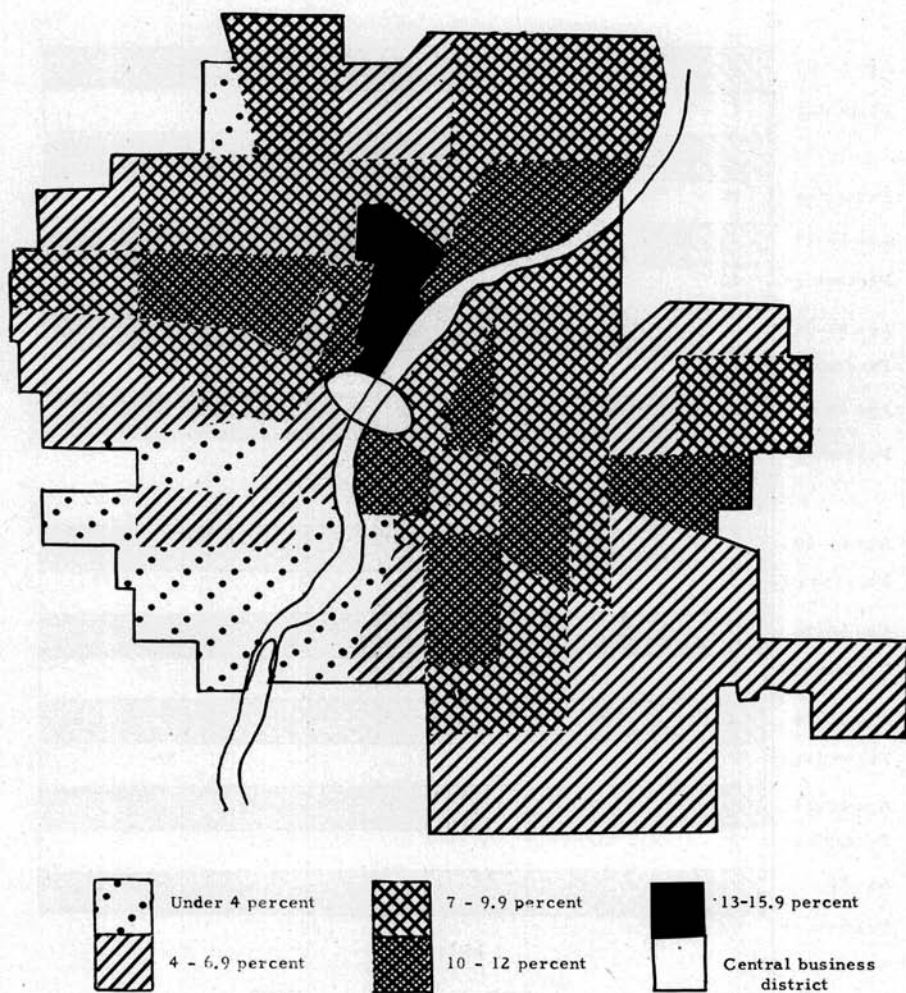 Under 4 percent
7 - 9.9 percent
13-15.9 percent
4 - 6.9 percent
10 - 12 percent
Central business
district